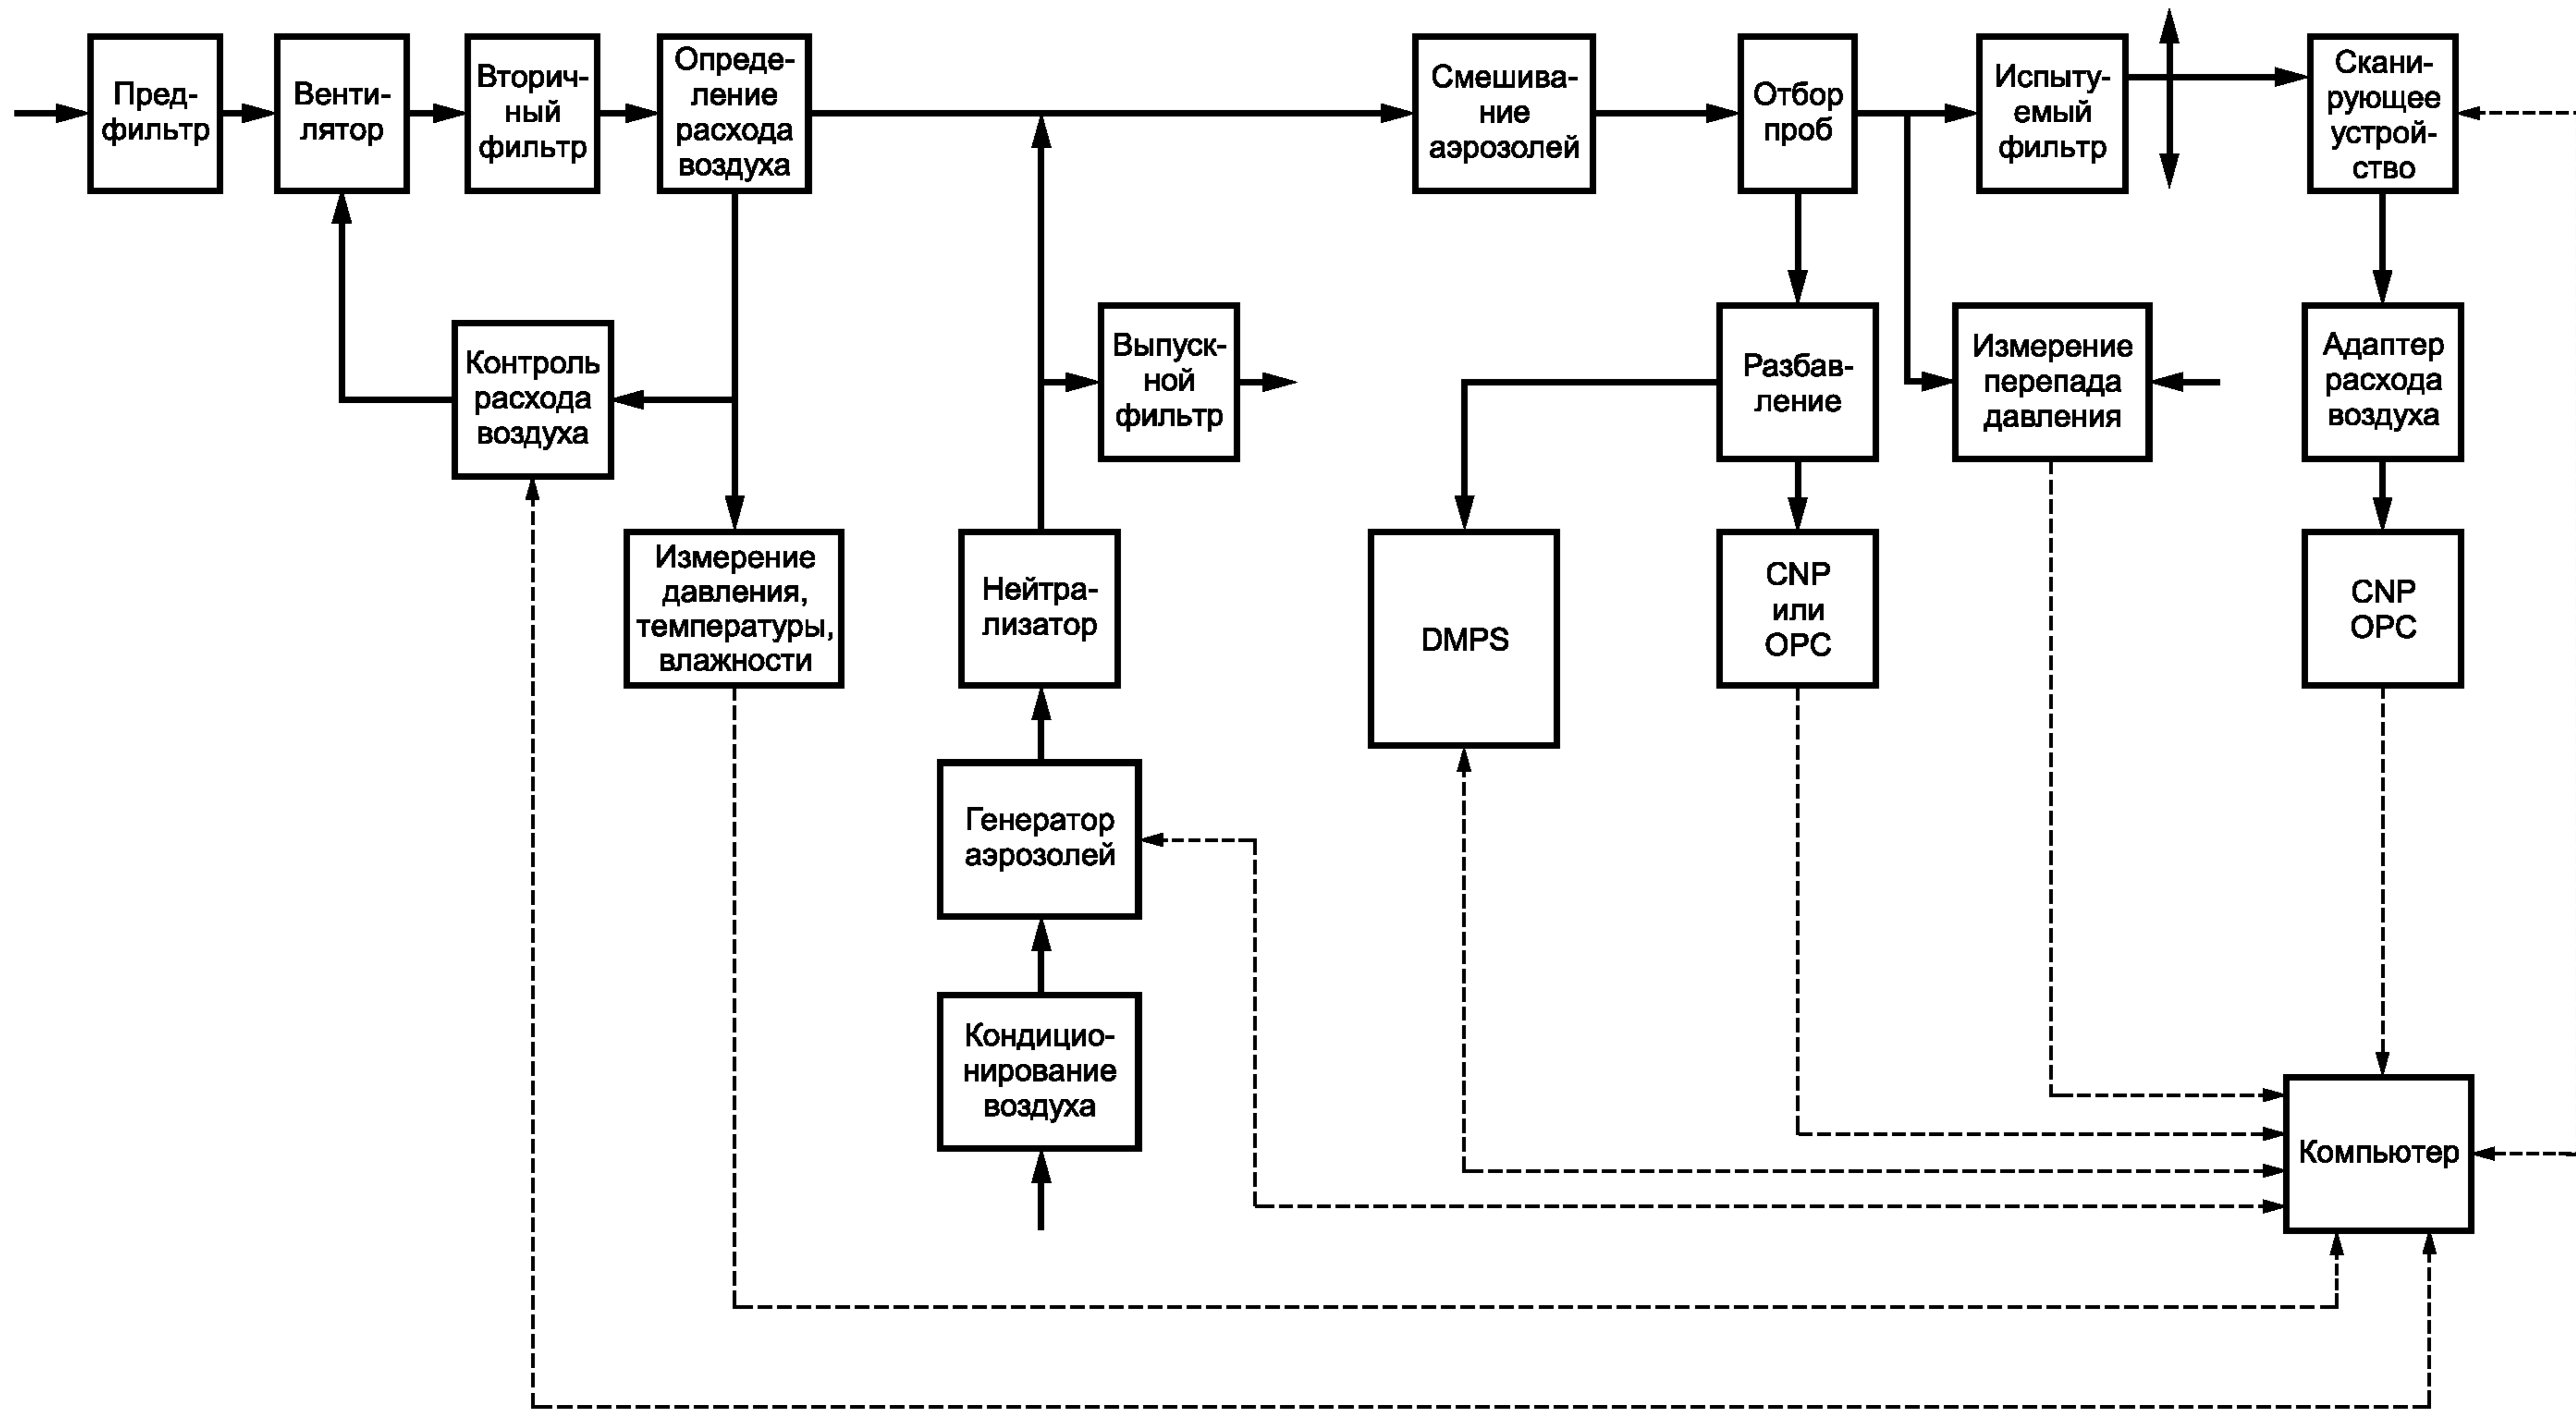 Пред-
фильтр
Венти-
лятор
Вторич-
ный
фильтр
Опреде-
ление
расхода
воздуха
Смешива-
ние
аэрозолей
Отбор
проб
Испыту-
емый
фильтр
Скани-
рующее
устрой-
ство
Контроль
расхода
воздуха
Выпуск-
ной
фильтр
Разбав-
ление
Измерение
перепада
давления
Адаптер
расхода
воздуха
Измерение
давления,
температуры,
влажности
Нейтра-
лизатор
DMPS
CNP
или
OPC
CNP
OPC
Генератор
аэрозолей
Кондицио-
нирование
воздуха
Компьютер